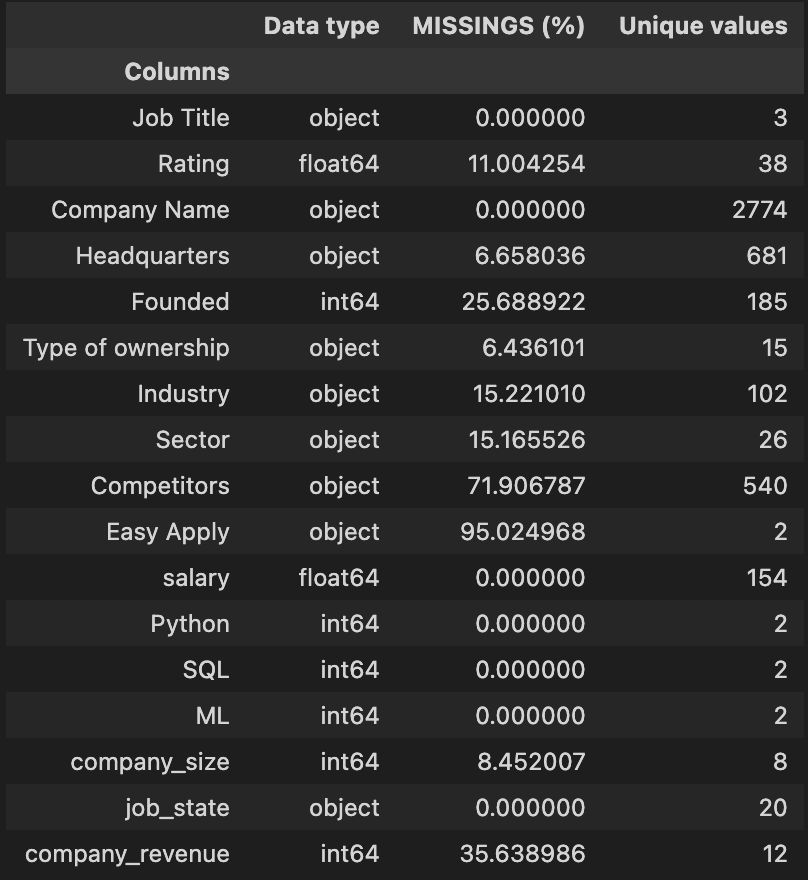 Data type MISSINGS (%) Unique values
Columns
Job Title object 0.000000 3
Rating float64 11.004254 38
Company Name object 0.000000 2774
Headquarters object 6.658036 681
Founded int64 25.688922 185
Type of ownership object 6.436101 15
Industry object 15.221010 102
Sector object 15.165526 26
Competitors object 71.906787 540
Easy Apply object 95.024968 2
salary float64 0.000000 154
Python int64 0.000000 2
SQL int64 0.000000 2
ML int64 0.000000 2
company_size int64 8.452007 8
job_state object 0.000000 20
company_revenue int64 35.638986 12